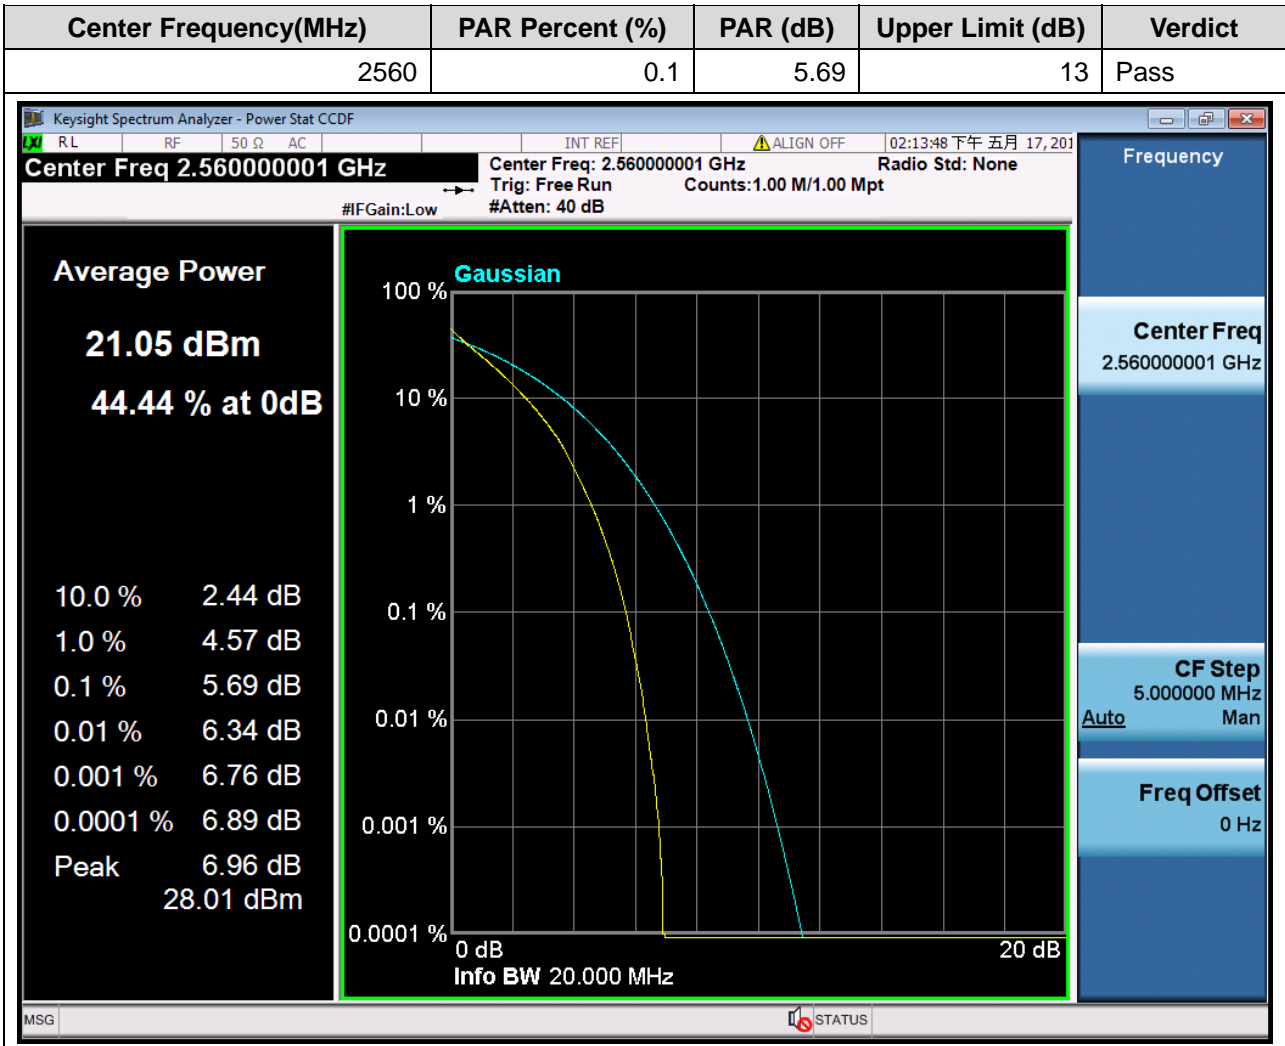 Center Frequency(MHz) PAR Percent (%) PAR (dB) Upper Limit (dB) Verdict
2560 0.1 5.69 13 Pass
Keysight Spectrum Analyzer - Power Stat CCDF
LXI RL RF 50 Ω AC INT REF ALIGN OFF 02:13:48 下午 五月 17, 201
Center Freq 2.560000001 GHz
Center Freq: 2.560000001 GHz Radio Std: None
Trig: Free Run Counts:1.00 M/1.00 Mpt
#IFGain:Low #Atten: 40 dB
Average Power
21.05 dBm
44.44 % at 0dB
10.0 % 2.44 dB
1.0 % 4.57 dB
0.1 % 5.69 dB
0.01 % 6.34 dB
0.001 % 6.76 dB
0.0001 % 6.89 dB
Peak 6.96 dB
28.01 dBm
Gaussian
100 %
10 %
1 %
0.1 %
0.01 %
0.001 %
0.0001 %
0 dB 20 dB
Info BW 20.000 MHz
Frequency
Center Freq
2.560000001 GHz
CF Step
5.000000 MHz
Auto Man
Freq Offset
0 Hz
MSG STATUS